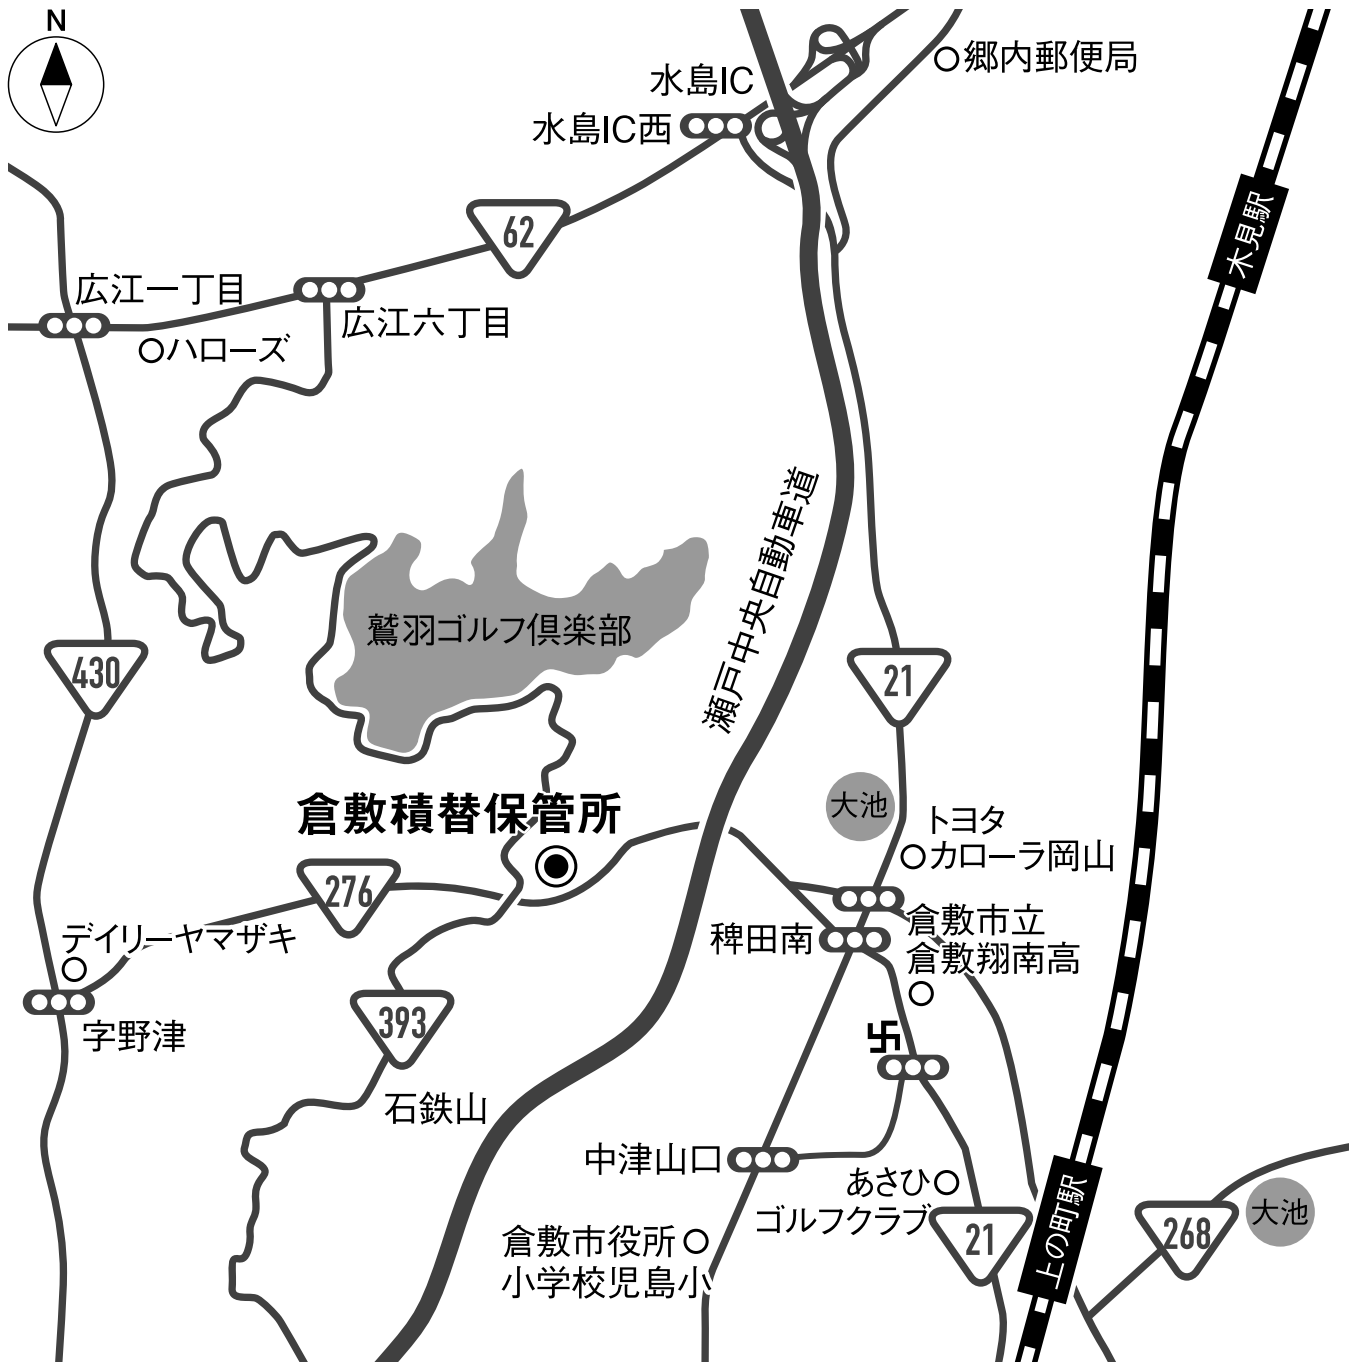 N
郷内郵便局
水島IC
水島IC西
木見駅
62
広江一丁目
広江六丁目
ハローズ
瀬戸中央自動車道
鷲羽ゴルフ倶楽部
430
21
大池
倉敷積替保管所
トヨタ
カローラ岡山
276
稗田南
倉敷市立
倉敷翔南高
デイリーヤマザキ
字野津
393
卐
石鉄山
中津山口
あさひ
ゴルフクラブ
上の町駅
大池
倉敷市役所
小学校児島小
21
268